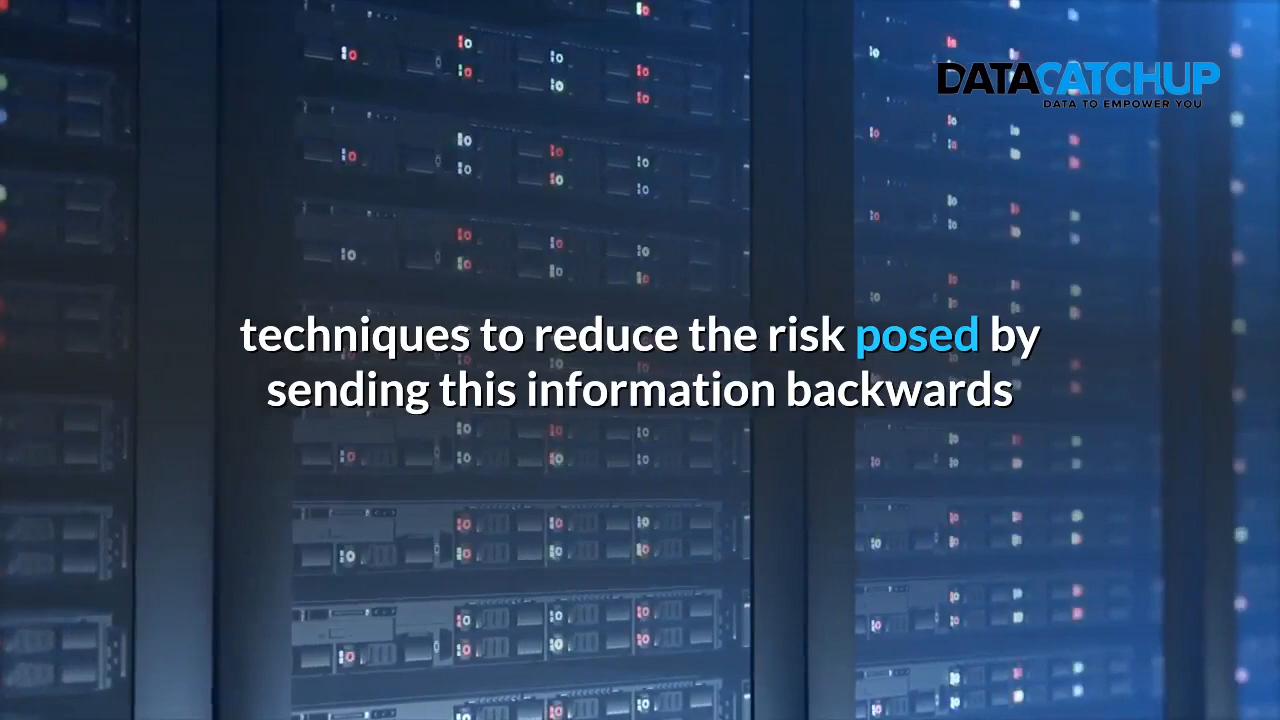 DATACATCHUP
DATA TO EMPOWER YOU
techniques to reduce the risk posed by
sending this information backwards